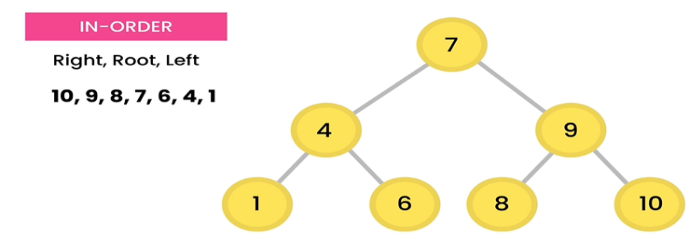 IN-ORDER
Right, Root, Left
10, 9, 8, 7, 6, 4, 1
7
4
9
1
6
8
10